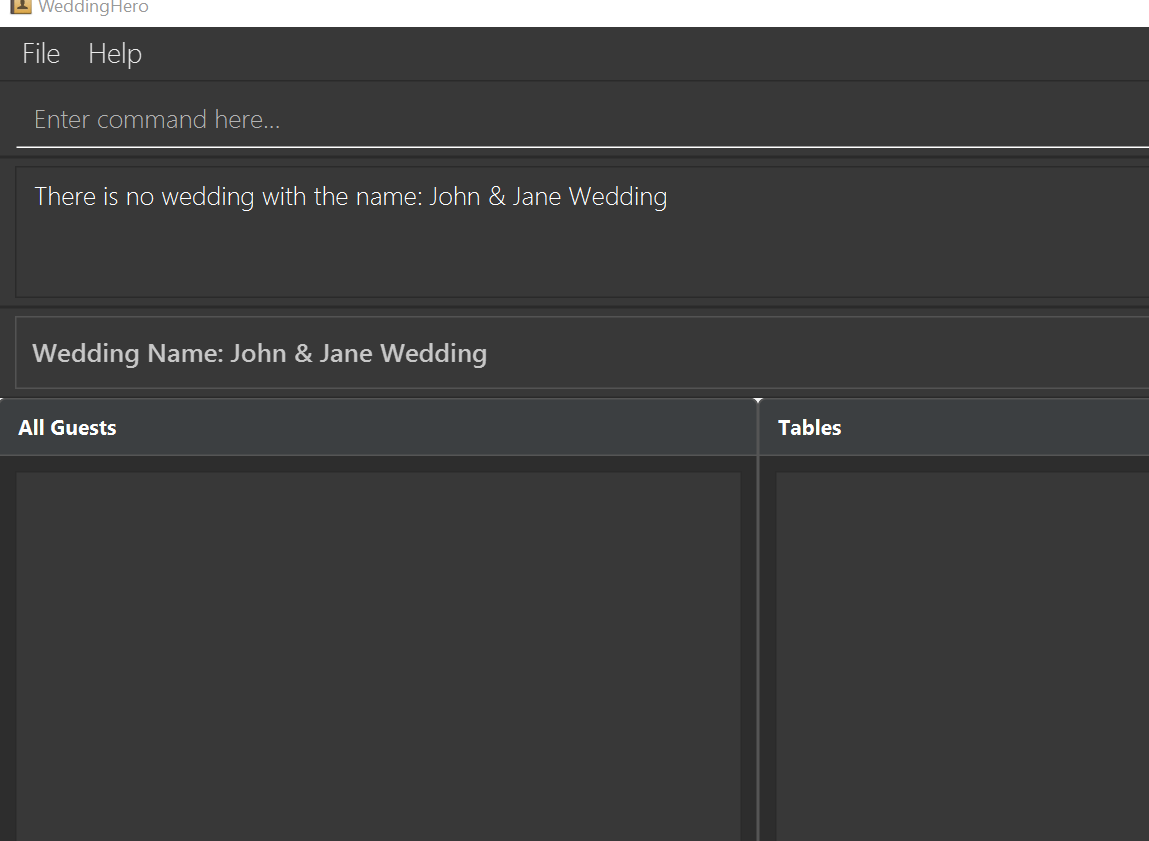 WeddingHero
File Help
Enter command here...
There is no wedding with the name: John & Jane Wedding
Wedding Name: John & Jane Wedding
All Guests Tables